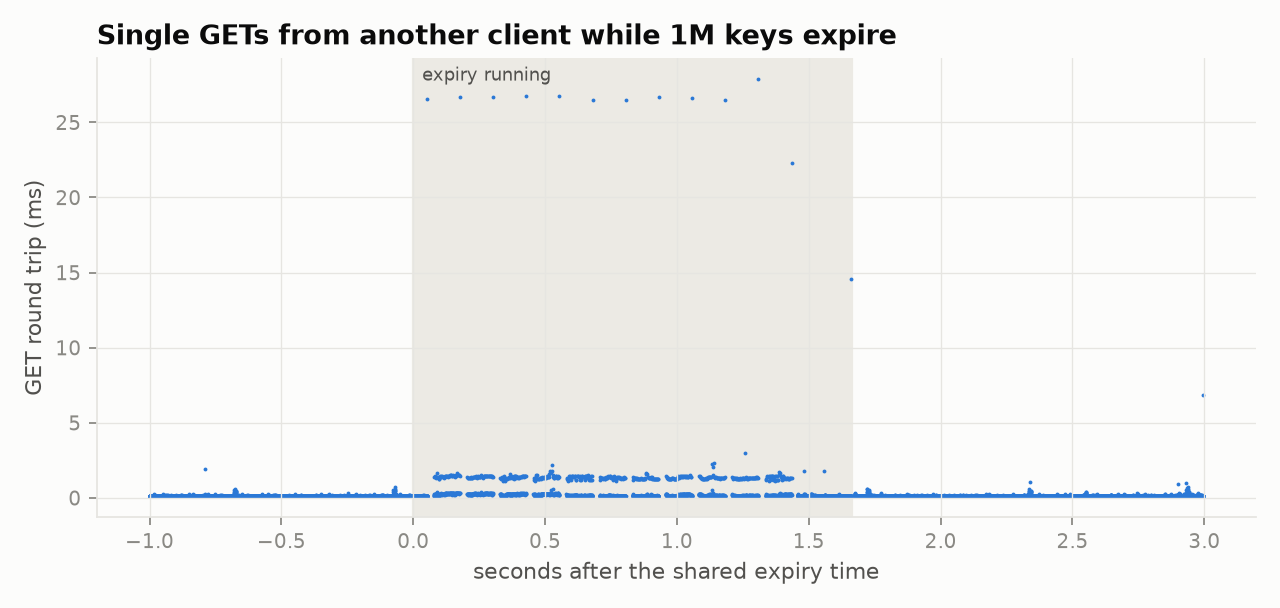 Single GETs from another client while 1M keys expire
expiry running
GET round trip (ms)
25
20
15
10
5
0
−1.0 −0.5 0.0 0.5 1.0 1.5 2.0 2.5 3.0
seconds after the shared expiry time